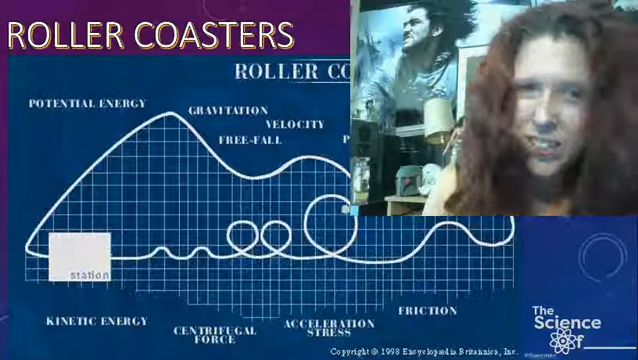 ROLLER COASTERS
ROLLER CO
POTENTIAL ENERGY
GRAVITATION
VELOCITY
FREE-FALL
P
station
KINETIC ENERGY
CENTRIFUGAL
FORCE
ACCELERATION
STRESS
FRICTION
Copyright © 1998 Encyclopædia Britannica, Inc.
The
Science
of